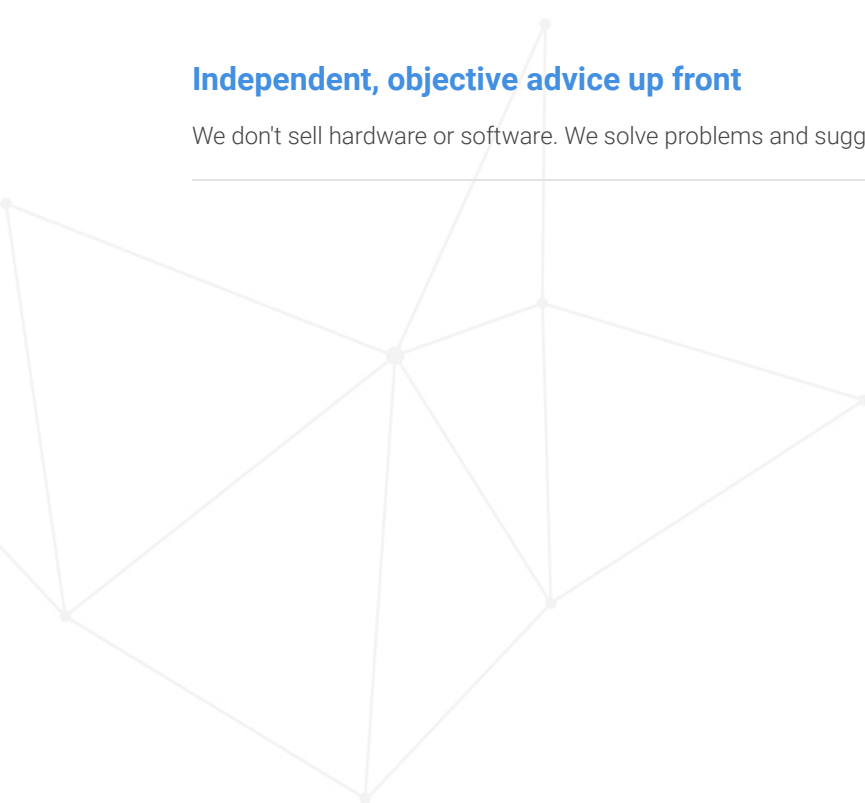 Independent, objective advice up front
We don't sell hardware or software. We solve problems and sugg